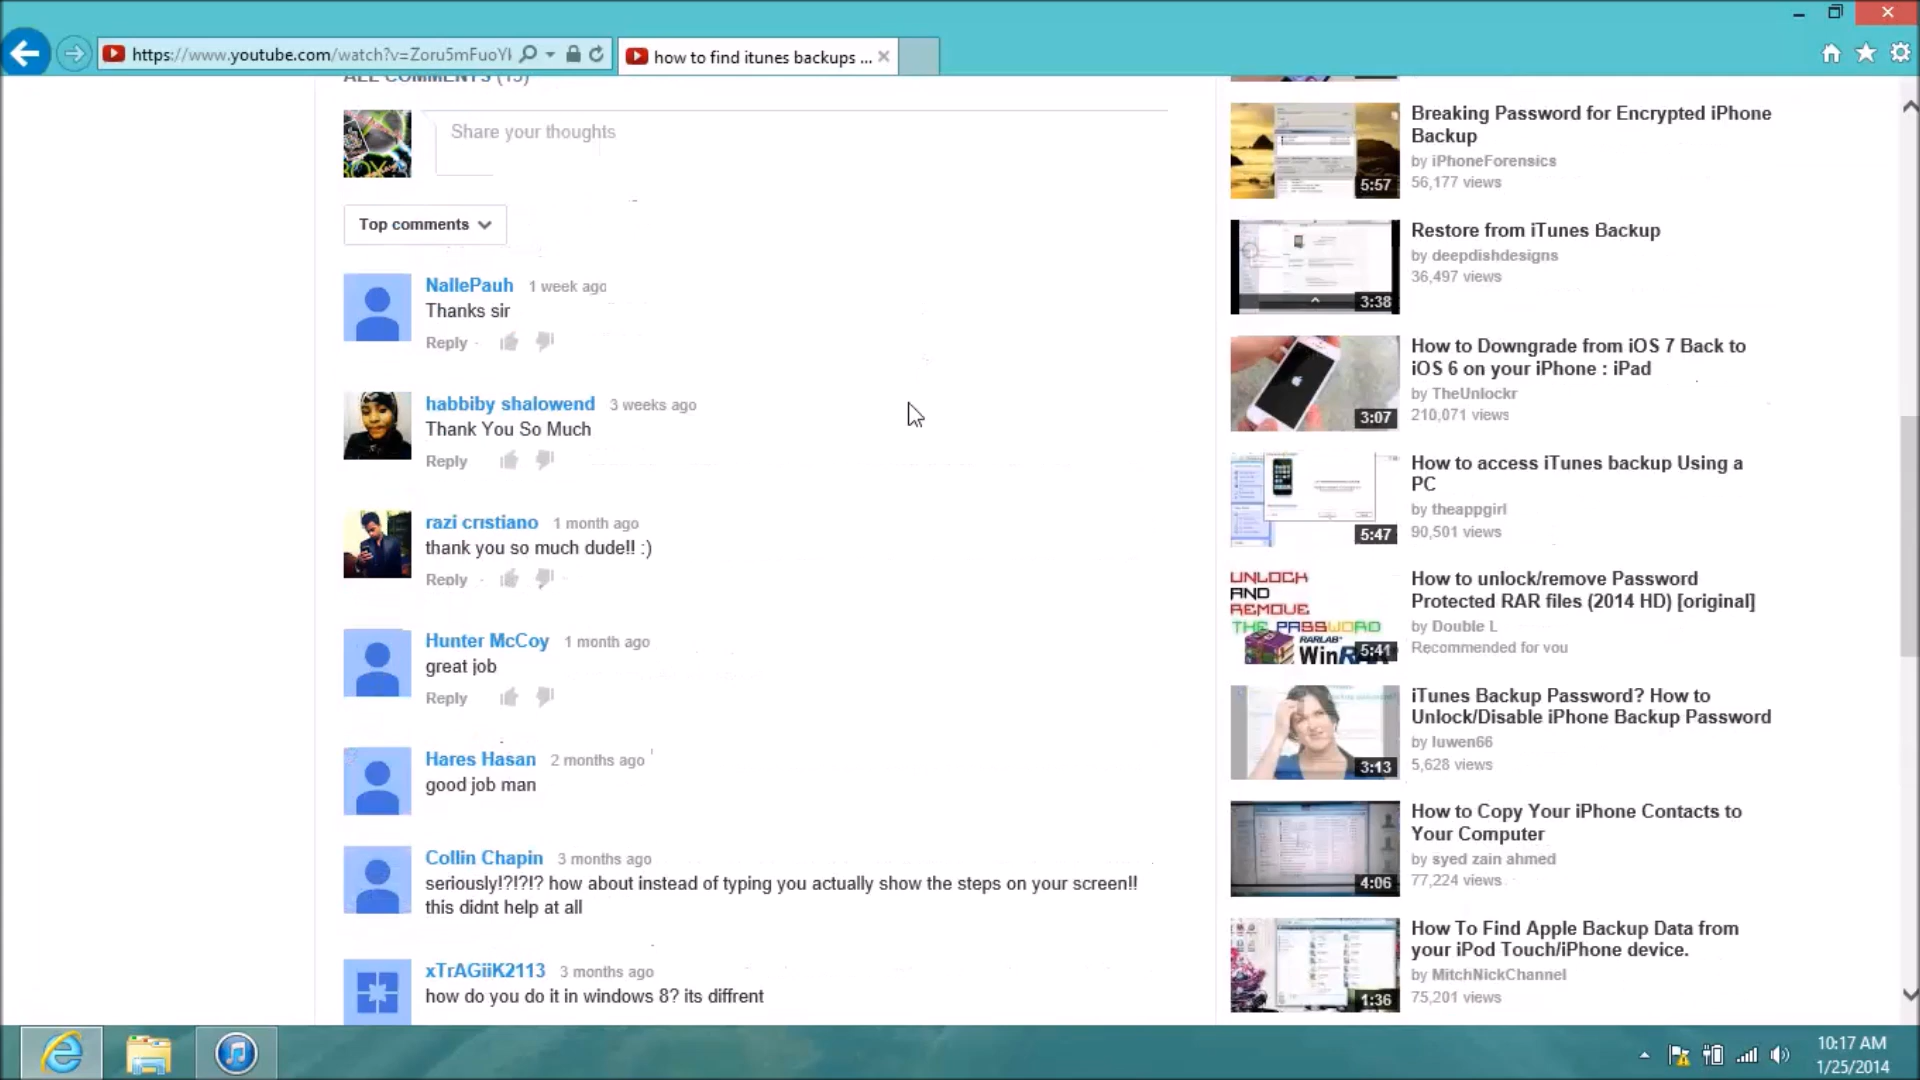 https://www.youtube.com/watch?v=Zoru5mFuoYI
how to find itunes backups ...
ALL COMMENTS
Share your thoughts
Top comments
NallePauh 1 week ago
Thanks sir
Reply
habbiby shalowend 3 weeks ago
Thank You So Much
Reply
razi cristiano 1 month ago
thank you so much dude!! :)
Reply
Hunter McCoy 1 month ago
great job
Reply
Hares Hasan 2 months ago
good job man
Collin Chapin 3 months ago
seriously!?!?!? how about instead of typing you actually show the steps on your screen!!
this didnt help at all
xTrAGiiK2113 3 months ago
how do you do it in windows 8? its diffrent
Breaking Password for Encrypted iPhone
Backup
by iPhoneForensics
56,177 views
5:57
Restore from iTunes Backup
by deepdishdesigns
36,497 views
3:38
How to Downgrade from iOS 7 Back to
iOS 6 on your iPhone : iPad
by TheUnlockr
210,071 views
3:07
How to access iTunes backup Using a
PC
by theappgirl
90,501 views
5:47
UNLOCK
AND
REMOVE
THE PASSWORD
RARLAB
WinRAR
5:41
How to unlock/remove Password
Protected RAR files (2014 HD) [original]
by Double L
Recommended for you
iTunes Backup Password? How to
Unlock/Disable iPhone Backup Password
by luwen66
5,628 views
3:13
How to Copy Your iPhone Contacts to
Your Computer
by syed zain ahmed
77,224 views
4:06
How To Find Apple Backup Data from
your iPod Touch/iPhone device.
by MitchNickChannel
75,201 views
1:36
10:17 AM
1/25/2014